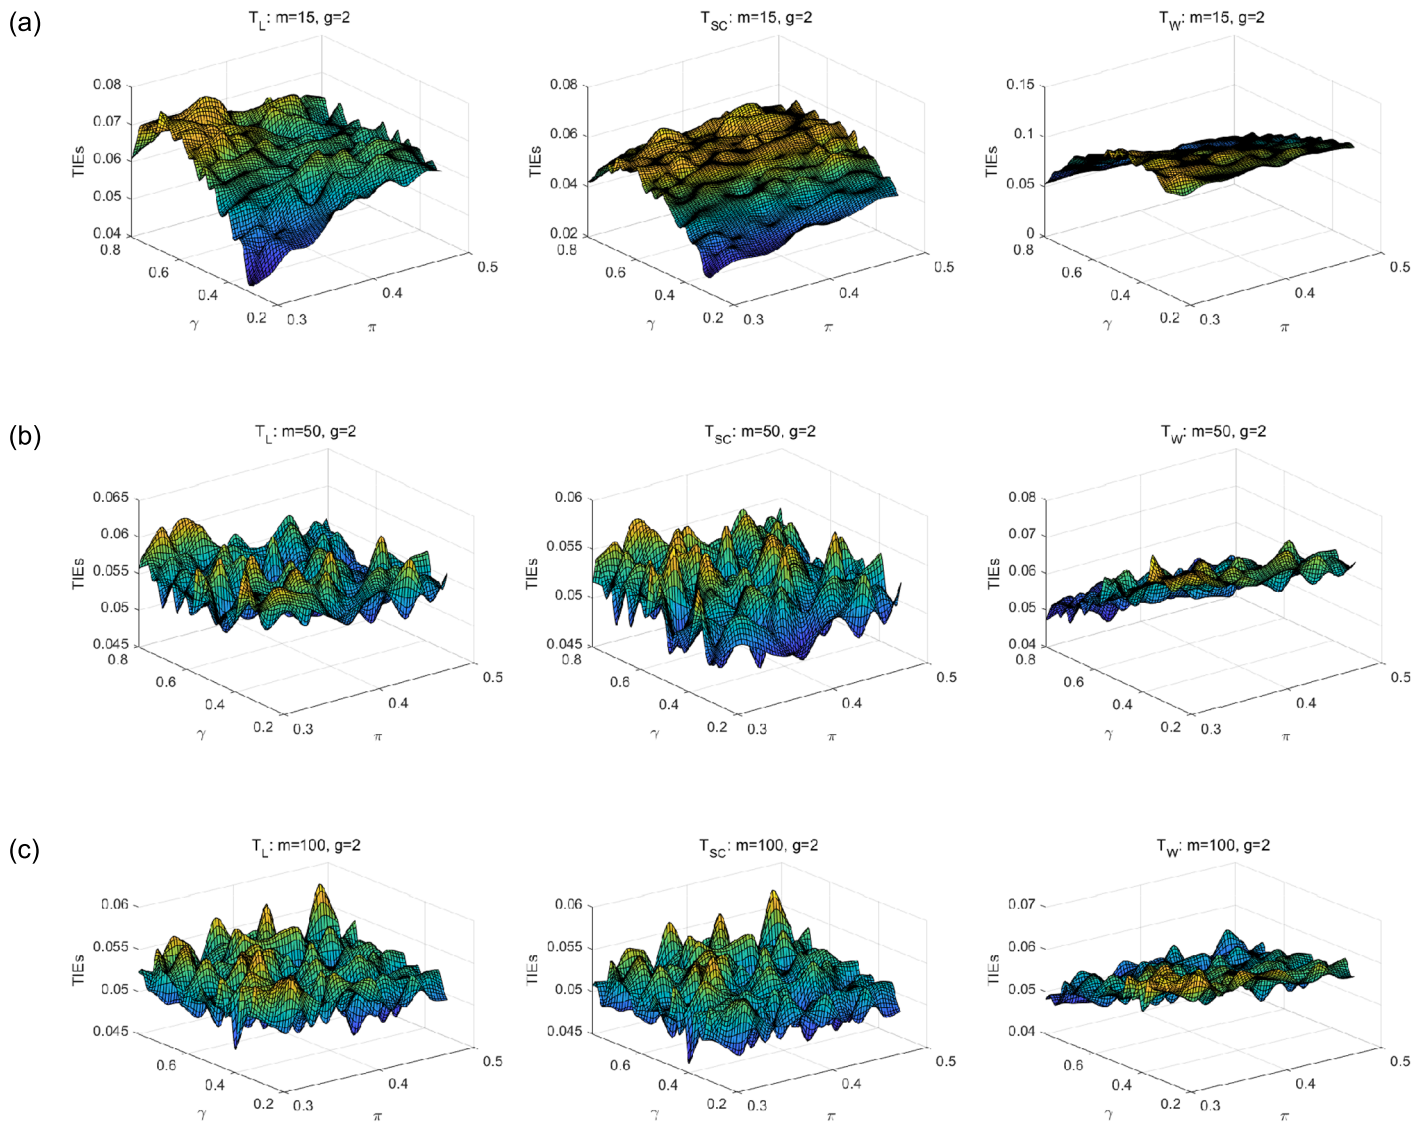 (a)
T_L: m=15, g=2
0.08
0.07
0.06
0.05
0.04
TIEs
0.8
0.6
0.4
0.2
γ
0.3
0.4
0.5
π
T_SC: m=15, g=2
0.08
0.06
0.04
0.02
TIEs
0.8
0.6
0.4
0.2
γ
0.3
0.4
0.5
π
T_W: m=15, g=2
0.15
0.1
0.05
0
TIEs
0.8
0.6
0.4
0.2
γ
0.3
0.4
0.5
π
(b)
T_L: m=50, g=2
0.065
0.06
0.055
0.05
0.045
TIEs
0.8
0.6
0.4
0.2
γ
0.3
0.4
0.5
π
T_SC: m=50, g=2
0.06
0.055
0.05
0.045
TIEs
0.8
0.6
0.4
0.2
γ
0.3
0.4
0.5
π
T_W: m=50, g=2
0.08
0.07
0.06
0.05
0.04
TIEs
0.8
0.6
0.4
0.2
γ
0.3
0.4
0.5
π
(c)
T_L: m=100, g=2
0.06
0.055
0.05
0.045
TIEs
0.6
0.4
0.2
γ
0.3
0.4
0.5
π
T_SC: m=100, g=2
0.06
0.055
0.05
0.045
TIEs
0.6
0.4
0.2
γ
0.3
0.4
0.5
π
T_W: m=100, g=2
0.07
0.06
0.05
0.04
TIEs
0.6
0.4
0.2
γ
0.3
0.4
0.5
π